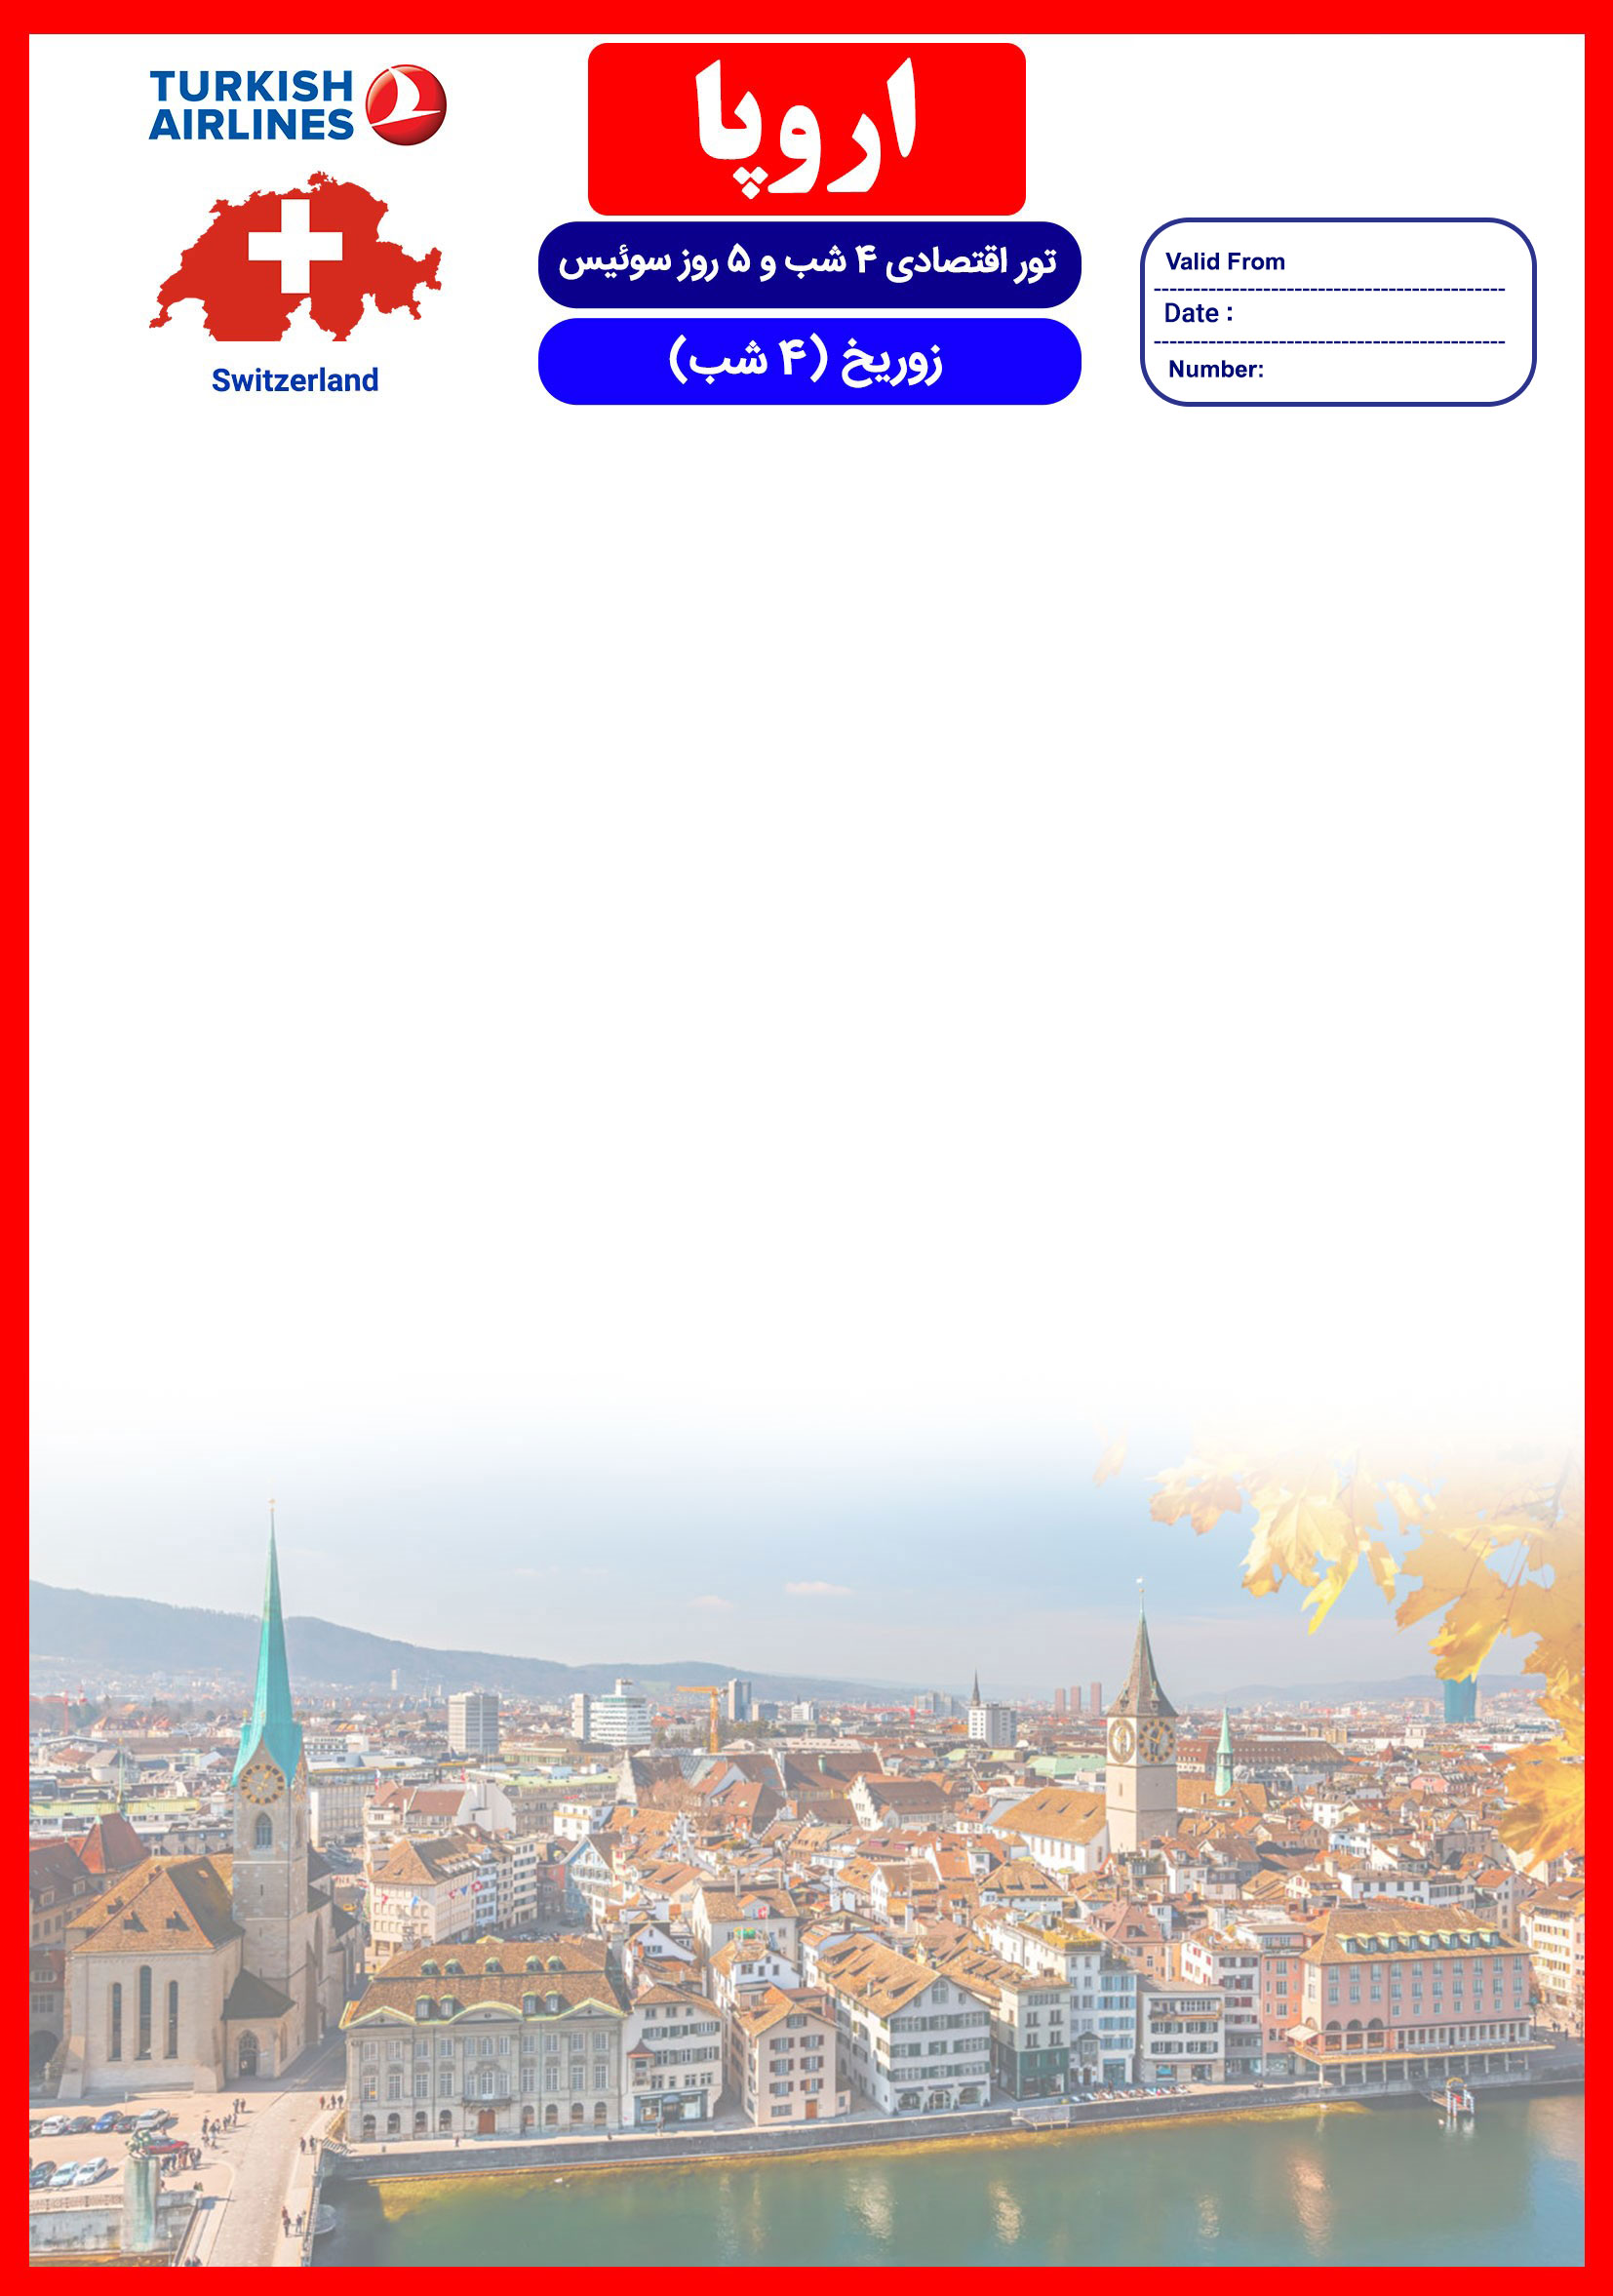 TURKISH
AIRLINES
Switzerland
اروپا
تور اقتصادی ۴ شب و ۵ روز سوئیس
زوریخ (۴ شب)
Valid From
Date :
Number: